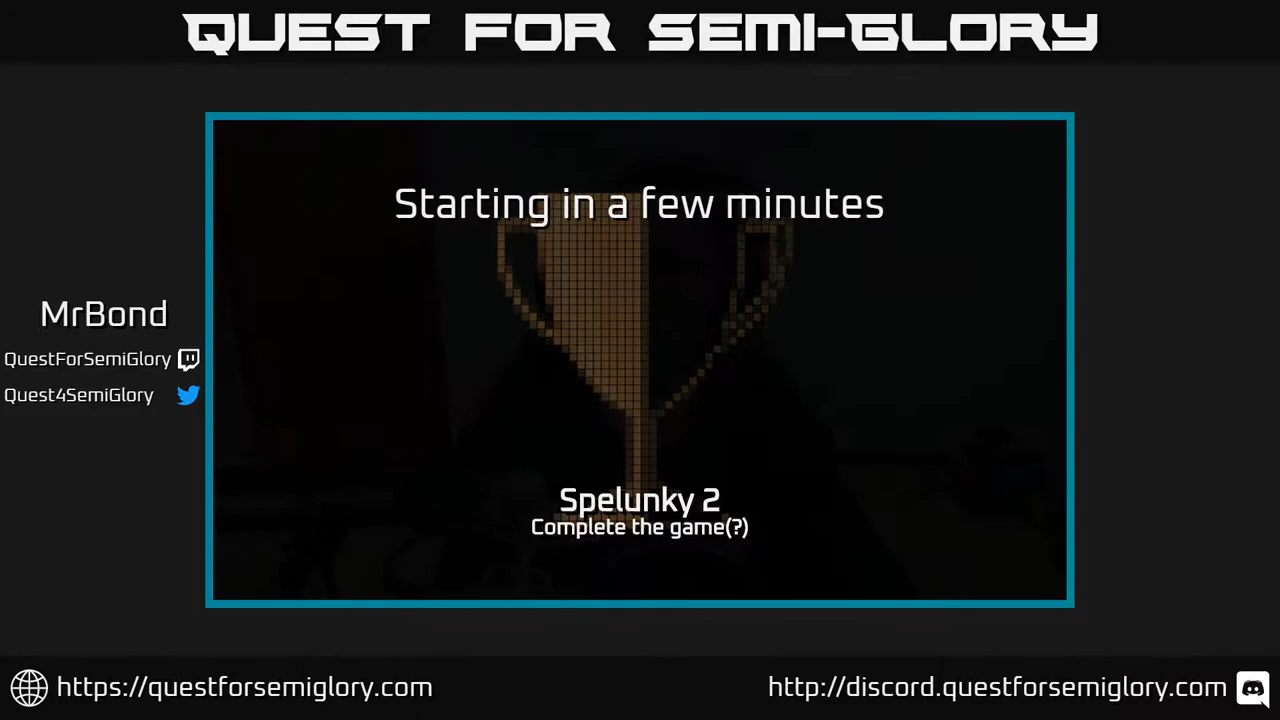 QUEST FOR SEMI-GLORY
Starting in a few minutes
MrBond
QuestForSemiGlory
Quest4SemiGlory
Spelunky 2
Complete the game(?)
https://questforsemiglory.com
http://discord.questforsemiglory.com